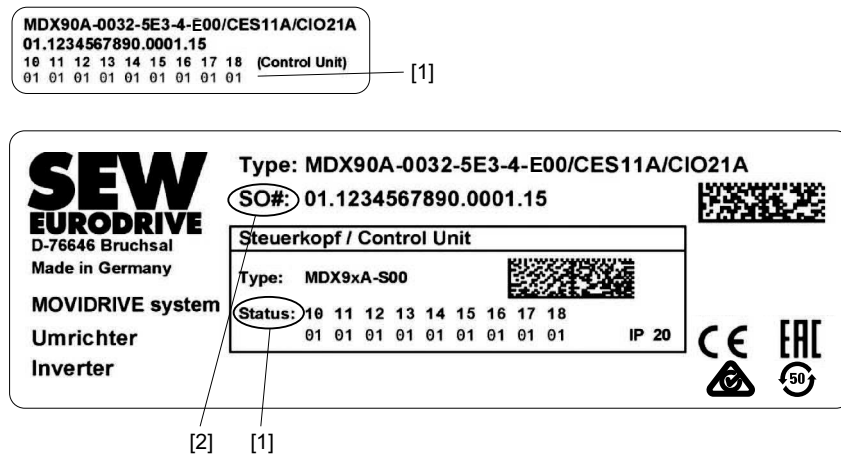 MDX90A-0032-5E3-4-E00/CES11A/CIO21A
01.1234567890.0001.15
10 11 12 13 14 15 16 17 18 (Control Unit)
01 01 01 01 01 01 01 01 01
[1]
SEW
EURODRIVE
D-76646 Bruchsal
Made in Germany
MOVIDRIVE system
Umrichter
Inverter
Type: MDX90A-0032-5E3-4-E00/CES11A/CIO21A
SO#: 01.1234567890.0001.15
Steuerkopf / Control Unit
Type: MDX9xA-S00
Status: 10 11 12 13 14 15 16 17 18
01 01 01 01 01 01 01 01 01 IP 20
CE EAC
50
[2] [1]